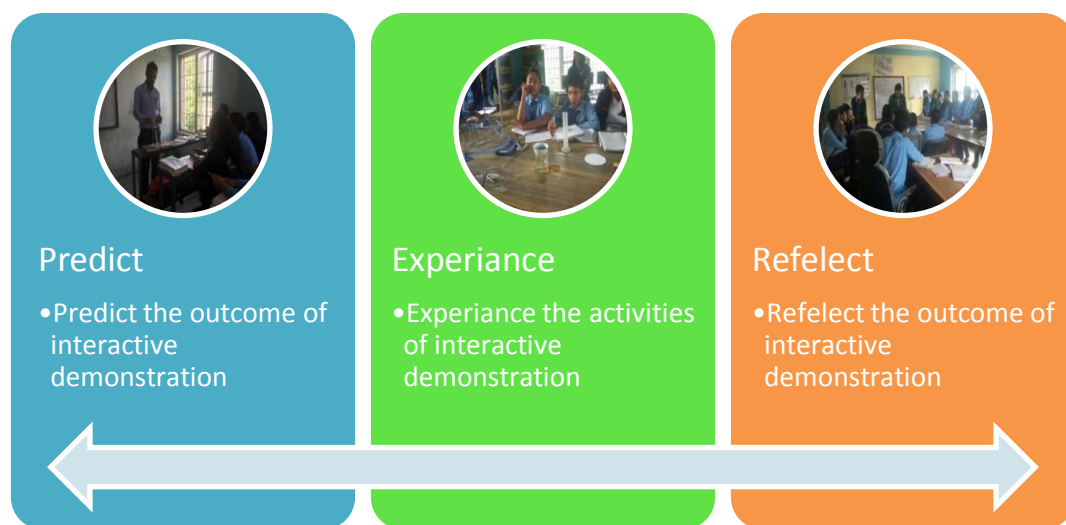 Predict
•Predict the outcome of
interactive
demonstration
Experiance
•Experiance the activities
of interactive
demonstration
Refelect
•Refelect the outcome of
interactive
demonstration